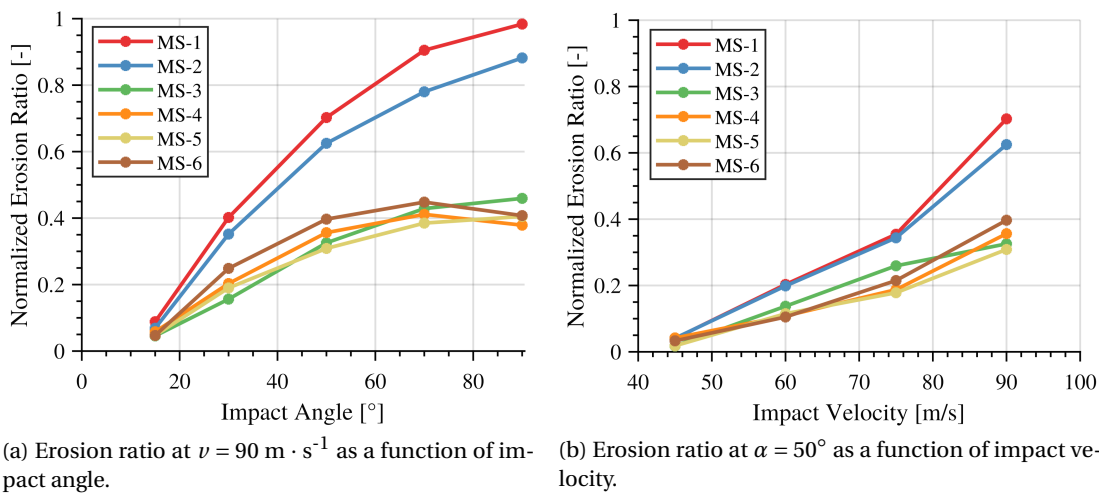 Normalized Erosion Ratio [-]
1
0.8
0.6
0.4
0.2
0
MS-1
MS-2
MS-3
MS-4
MS-5
MS-6
0 20 40 60 80
Impact Angle [°]
(a) Erosion ratio at v = 90 m · s-1 as a function of im-
pact angle.
Normalized Erosion Ratio [-]
1
0.8
0.6
0.4
0.2
0
MS-1
MS-2
MS-3
MS-4
MS-5
MS-6
40 50 60 70 80 90 100
Impact Velocity [m/s]
(b) Erosion ratio at α = 50° as a function of impact ve-
locity.